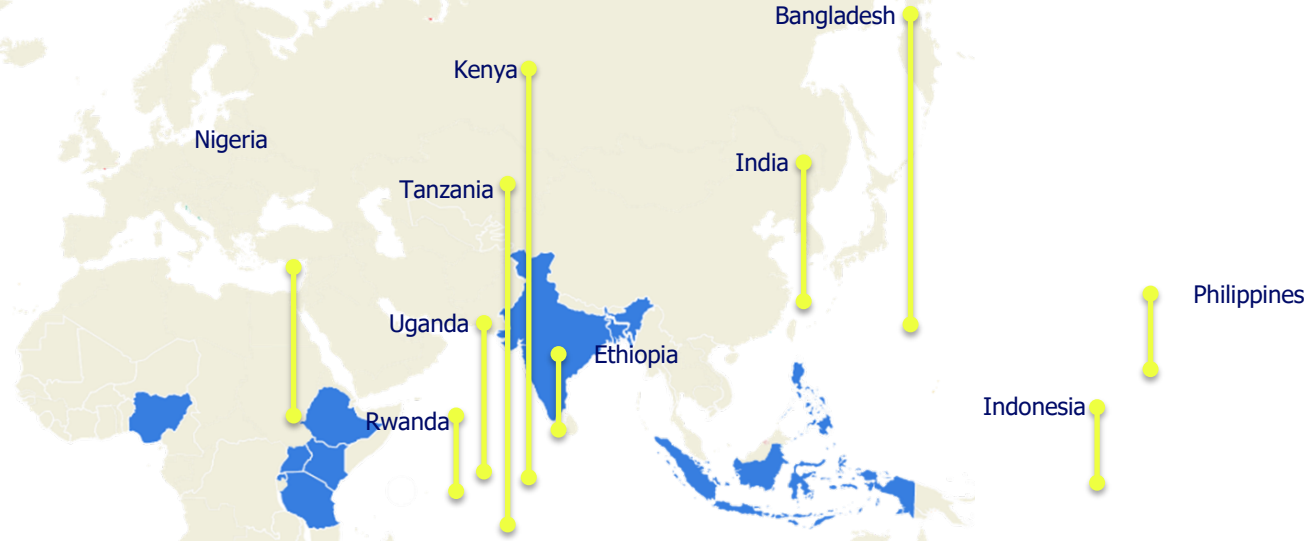 Bangladesh
Kenya
Nigeria
India
Tanzania
Philippines
Uganda
Ethiopia
Indonesia
Rwanda